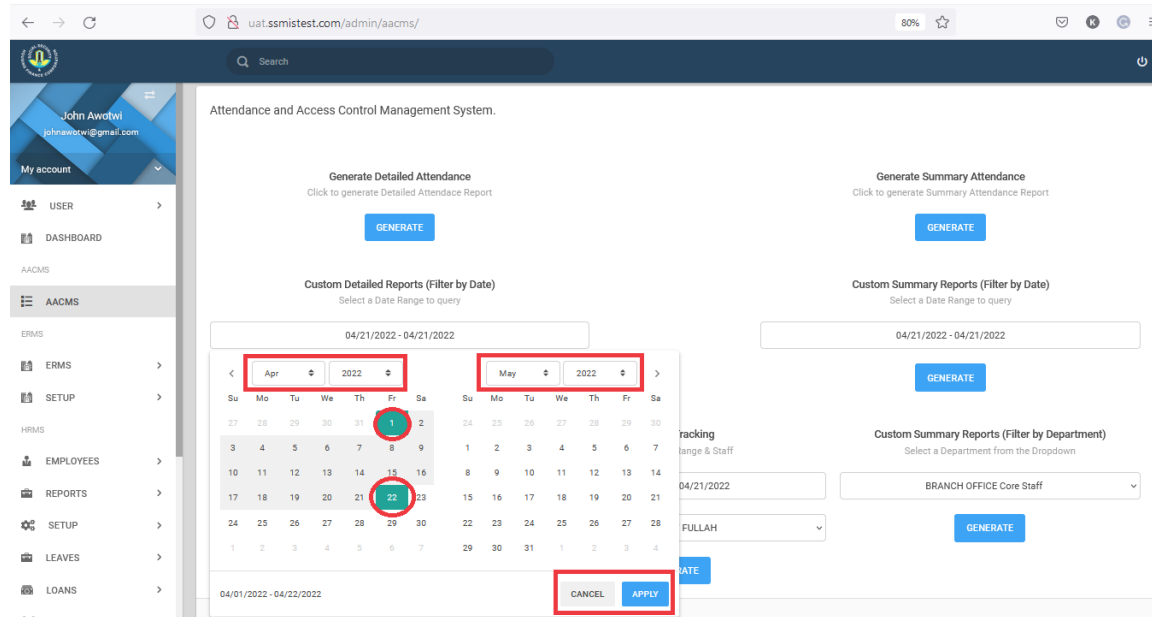 uat.ssmistest.com/admin/aacms/
80%
K
Search
John Awotwi
johnawotwi@gmail.com
My account
USER
DASHBOARD
AACMS
AACMS
ERMS
ERMS
SETUP
HRMS
EMPLOYEES
REPORTS
SETUP
LEAVES
LOANS
Attendance and Access Control Management System.
Generate Detailed Attendance
Click to generate Detailed Attendace Report
GENERATE
Generate Summary Attendance
Click to generate Summary Attendance Report
GENERATE
Custom Detailed Reports (Filter by Date)
Select a Date Range to query
04/21/2022 - 04/21/2022
Custom Summary Reports (Filter by Date)
Select a Date Range to query
04/21/2022 - 04/21/2022
GENERATE
Apr 2022
Su Mo Tu We Th Fr Sa
27 28 29 30 31 1 2
3 4 5 6 7 8 9
10 11 12 13 14 15 16
17 18 19 20 21 22 23
24 25 26 27 28 29 30
1 2 3 4 5 6 7
May 2022
Su Mo Tu We Th Fr Sa
24 25 26 27 28 29 30
1 2 3 4 5 6 7
8 9 10 11 12 13 14
15 16 17 18 19 20 21
22 23 24 25 26 27 28
29 30 31 1 2 3 4
04/01/2022 - 04/22/2022
CANCEL
APPLY
racking
Range & Staff
04/21/2022
FULLAH
RATE
Custom Summary Reports (Filter by Department)
Select a Department from the Dropdown
BRANCH OFFICE Core Staff
GENERATE